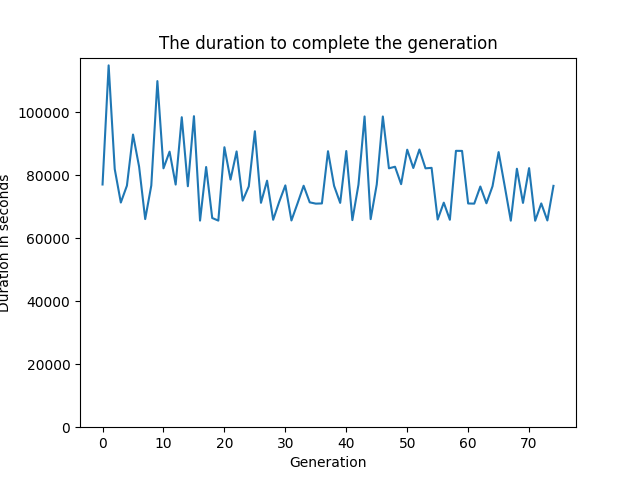 The duration to complete the generation
100000
80000
60000
40000
20000
0
Duration in seconds
0 10 20 30 40 50 60 70
Generation